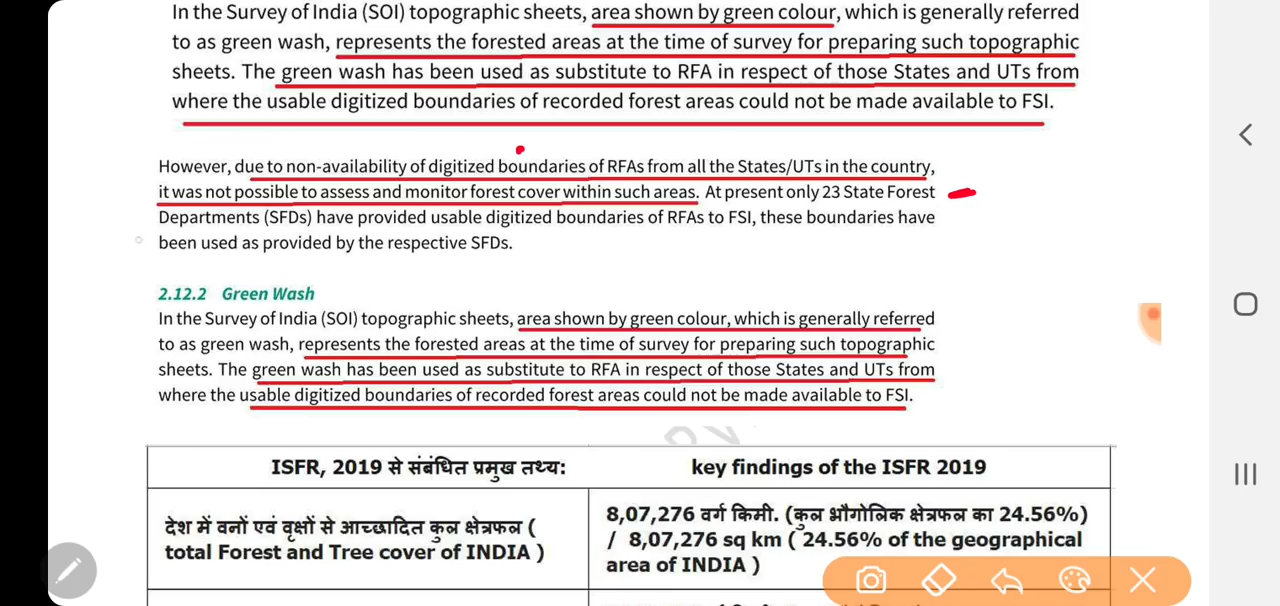 In the Survey of India (SOI) topographic sheets, area shown by green colour, which is generally referred
to as green wash, represents the forested areas at the time of survey for preparing such topographic
sheets. The green wash has been used as substitute to RFA in respect of those States and UTs from
where the usable digitized boundaries of recorded forest areas could not be made available to FSI.
However, due to non-availability of digitized boundaries of RFAs from all the States/UTs in the country,
it was not possible to assess and monitor forest cover within such areas. At present only 23 State Forest
Departments (SFDs) have provided usable digitized boundaries of RFAs to FSI, these boundaries have
been used as provided by the respective SFDs.
2.12.2 Green Wash
In the Survey of India (SOI) topographic sheets, area shown by green colour, which is generally referred
to as green wash, represents the forested areas at the time of survey for preparing such topographic
sheets. The green wash has been used as substitute to RFA in respect of those States and UTs from
where the usable digitized boundaries of recorded forest areas could not be made available to FSI.
ISFR, 2019 से संबंधित प्रमुख तथ्य:
key findings of the ISFR 2019
देश में वनों एवं वृक्षों से आच्छादित कुल क्षेत्रफल (
total Forest and Tree cover of INDIA )
8,07,276 वर्ग किमी. (कुल भौगोलिक क्षेत्रफल का 24.56%)
/ 8,07,276 sq km ( 24.56% of the geographical
area of INDIA )